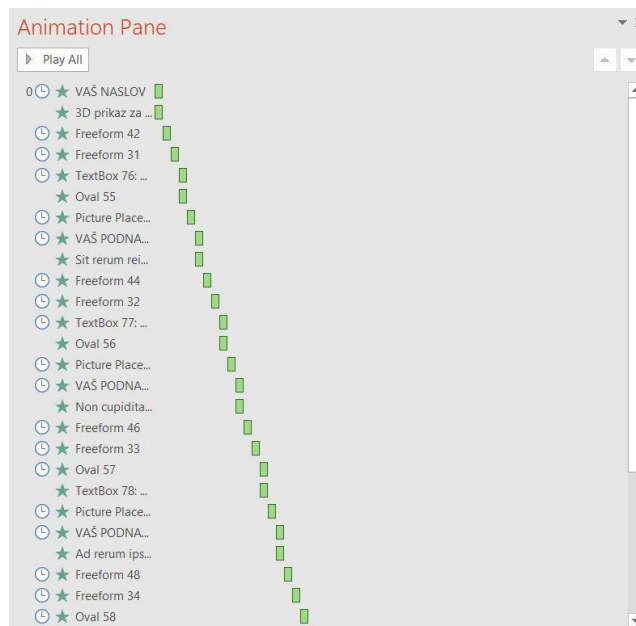 Animation Pane
Play All
0 VAŠ NASLOV
3D prikaz za ...
Freeform 42
Freeform 31
TextBox 76: ...
Oval 55
Picture Place...
VAŠ PODNA...
Sit rerum rei...
Freeform 44
Freeform 32
TextBox 77: ...
Oval 56
Picture Place...
VAŠ PODNA...
Non cupidita...
Freeform 46
Freeform 33
Oval 57
TextBox 78: ...
Picture Place...
VAŠ PODNA...
Ad rerum ips...
Freeform 48
Freeform 34
Oval 58